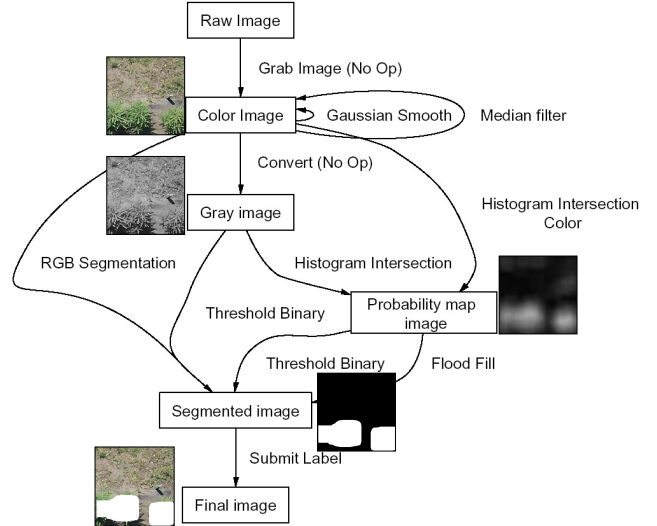 Raw Image
Grab Image (No Op)
Color Image
Gaussian Smooth
Median filter
Convert (No Op)
Gray image
Histogram Intersection
Color
RGB Segmentation
Histogram Intersection
Probability map
image
Threshold Binary
Threshold Binary
Flood Fill
Segmented image
Submit Label
Final image